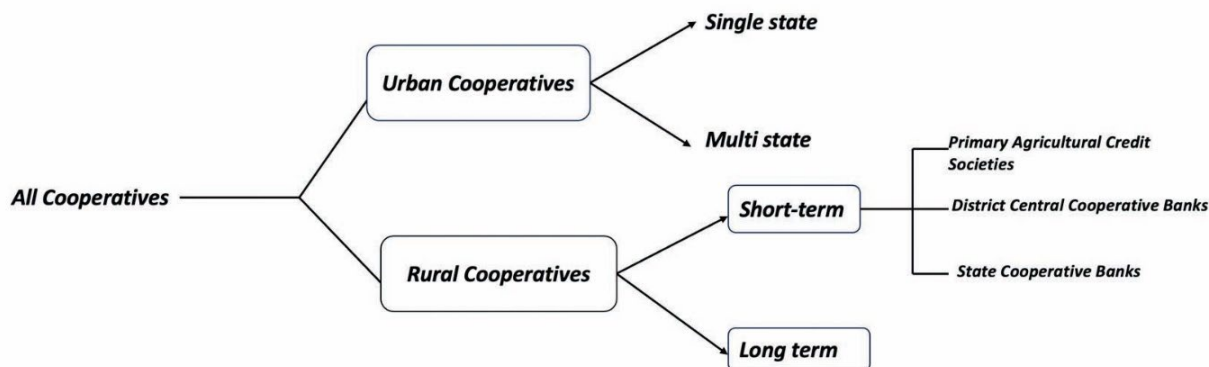 Single state
Urban Cooperatives
Multi state
Primary Agricultural Credit
Societies
All Cooperatives
Short-term
District Central Cooperative Banks
Rural Cooperatives
State Cooperative Banks
Long term